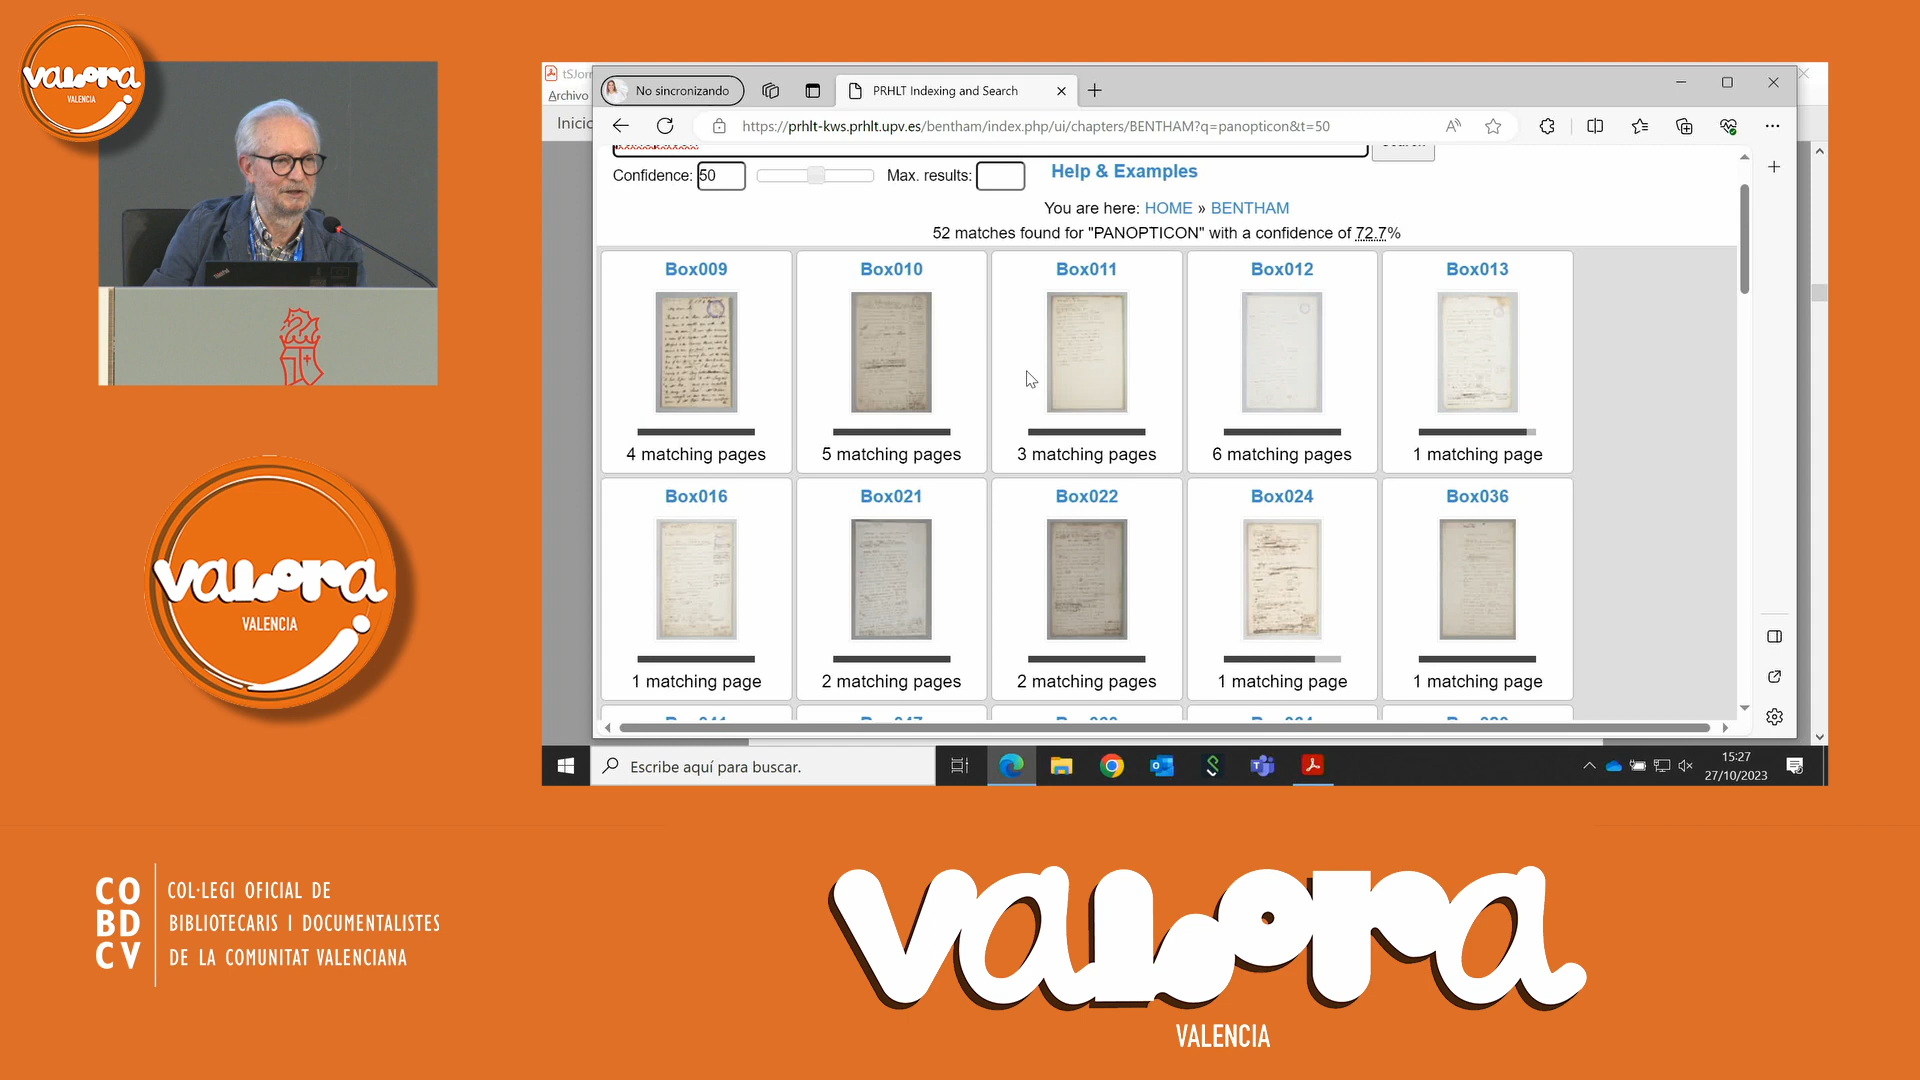 valora
VALENCIA
valora
VALENCIA
COBDCV
COL·LEGI OFICIAL DE
BIBLIOTECARIS I DOCUMENTALISTES
DE LA COMUNITAT VALENCIANA
No sincronizando
PRHLT Indexing and Search
Archivo
https://prhlt-kws.prhlt.upv.es/bentham/index.php/ui/chapters/BENTHAM?q=panopticon&t=50
Confidence: 50
Max. results:
Help & Examples
You are here: HOME » BENTHAM
52 matches found for "PANOPTICON" with a confidence of 72.7%
Box009
Box010
Box011
Box012
Box013
4 matching pages
5 matching pages
3 matching pages
6 matching pages
1 matching page
Box016
Box021
Box022
Box024
Box036
1 matching page
2 matching pages
2 matching pages
1 matching page
1 matching page
Escribe aquí para buscar.
15:27
27/10/2023
valora
VALENCIA